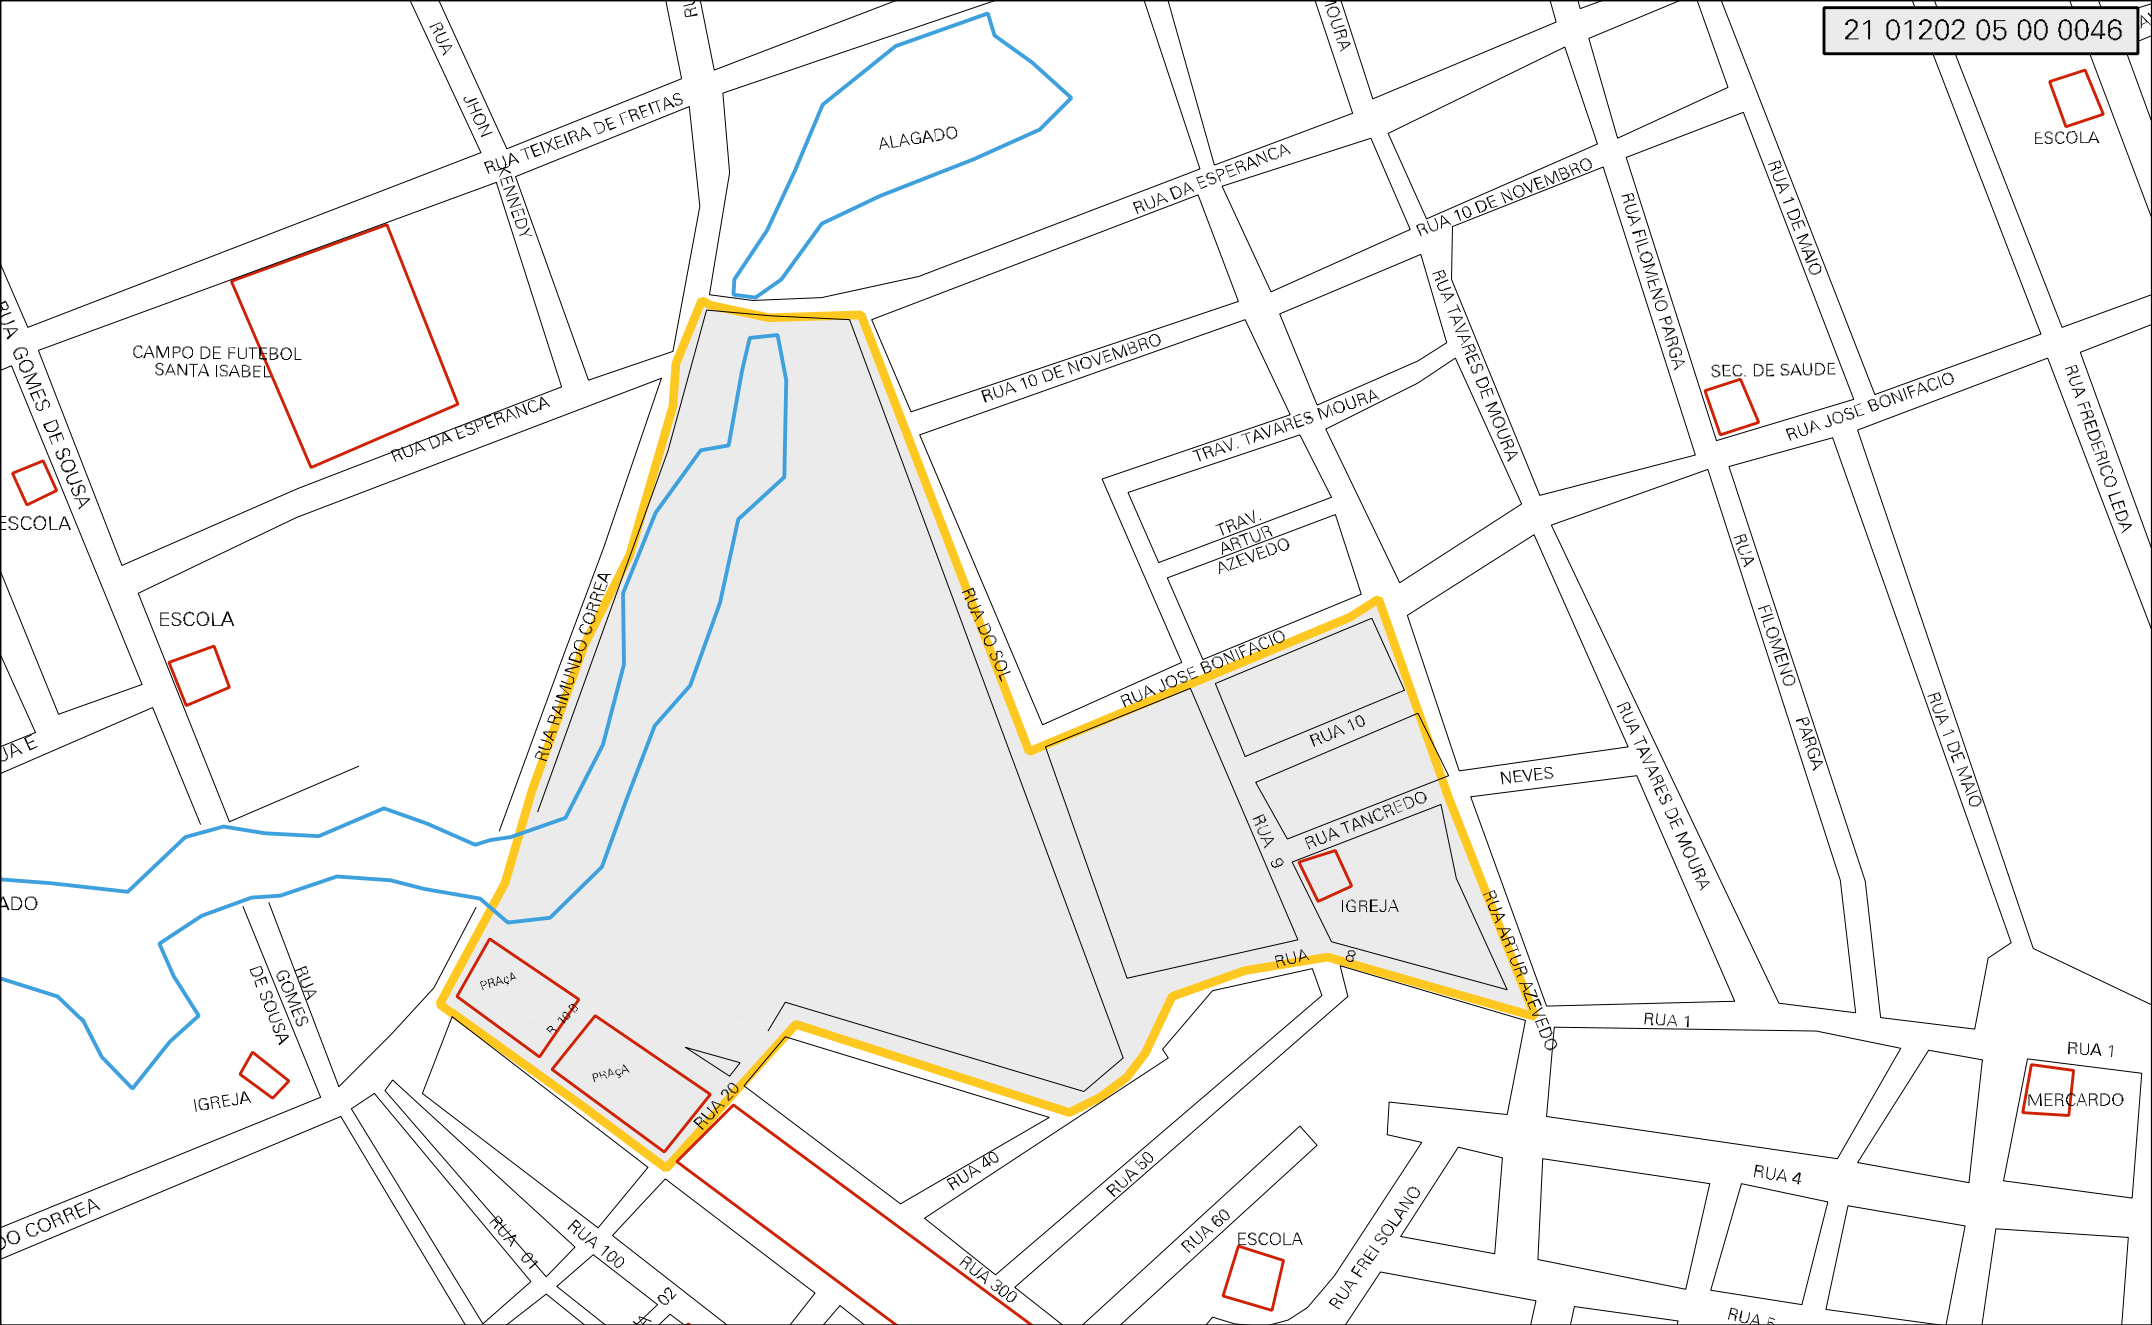 21 01202 05 00 0046
RUA
JHON
KENNEDY
RUA TEIXEIRA DE FREITAS
ALAGADO
MOURA
RUA DA ESPERANCA
RUA 10 DE NOVEMBRO
RUA 1 DE MAIO
ESCOLA
RUA FILOMENO PARGA
RUA TAVARES DE MOURA
RUA GOMES DE SOUSA
CAMPO DE FUTEBOL
SANTA ISABEL
RUA DA ESPERANCA
RUA 10 DE NOVEMBRO
TRAV. TAVARES MOURA
SEC. DE SAUDE
RUA JOSE BONIFACIO
RUA FREDERICO LEDA
ESCOLA
TRAV.
ARTUR
AZEVEDO
RUA
FILOMENO
PARGA
ESCOLA
RUA RAIMUNDO CORREA
RUA DO SOL
RUA JOSE BONIFACIO
RUA 10
RUA TAVARES DE MOURA
RUA 1 DE MAIO
NEVES
RUA E
RUA TANCREDO
RUA 9
IGREJA
ADO
RUA ARTUR AZEVEDO
RUA 8
PRAçA
RUA
GOMES
DE SOUSA
RUA 1
RUA 1
PRAçA
IGREJA
RUA 20
MERCARDO
RUA 40
RUA 50
RUA 4
DO CORREA
RUA 01
RUA 100
RUA 60
ESCOLA
RUA FREI SOLANO
RUA 300
02
RUA 5